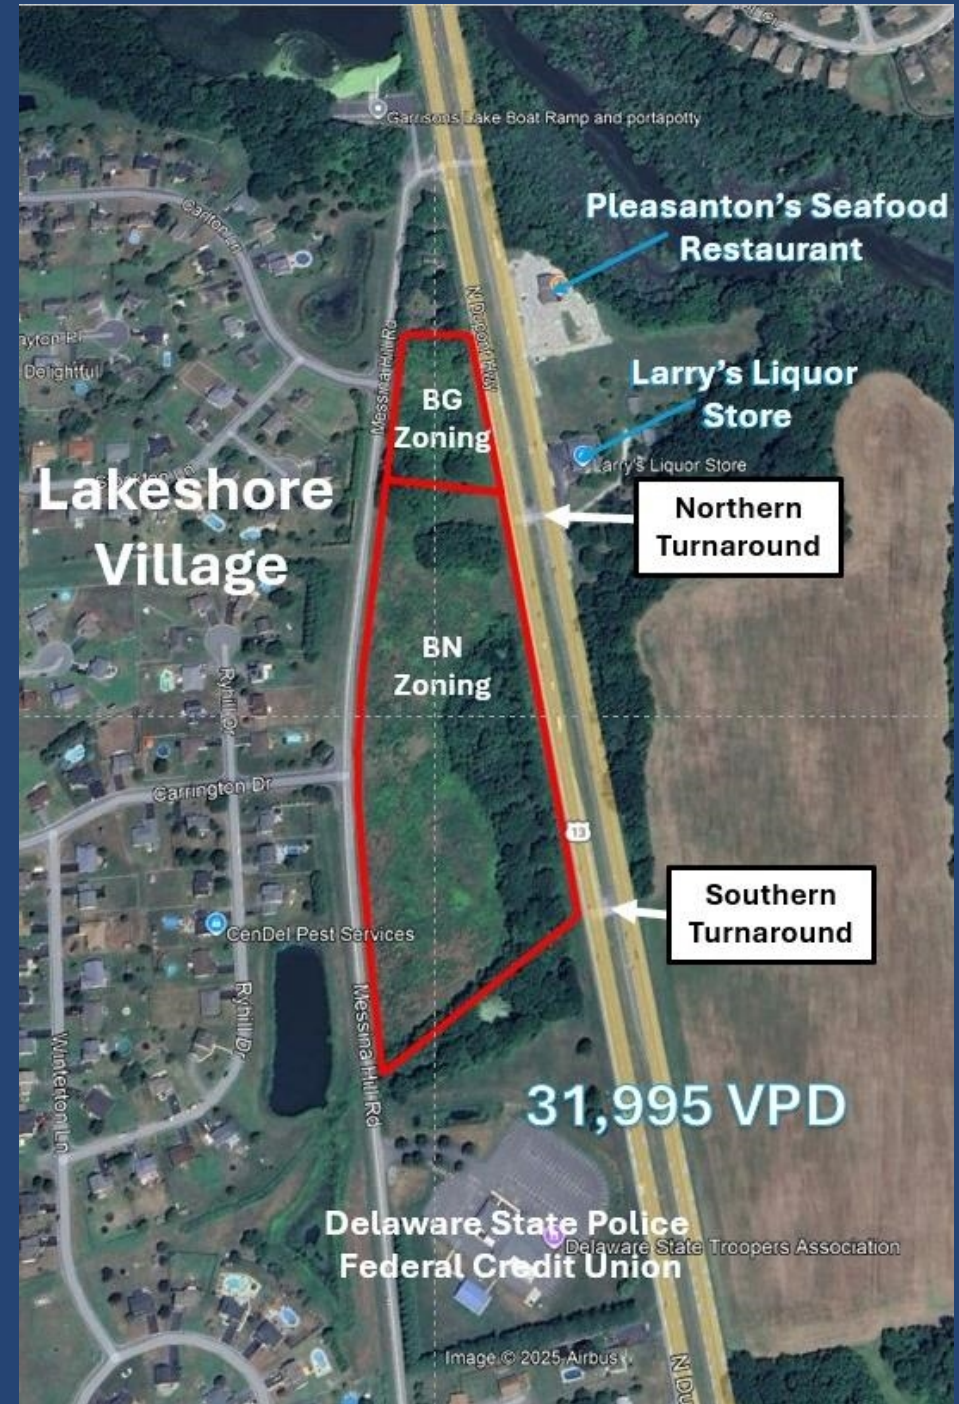 Garrisons Lake Boat Ramp and portapotty
Pleasanton's Seafood
Restaurant
Carlton Ln
N DuPont Hwy
Messina Hill Rd
Delightful
Larry's Liquor
Store
BG
Zoning
Larry's Liquor Store
Lakeshore
Village
Northern
Turnaround
BN
Zoning
Ryhill Dr
Carrington Dr
13
Southern
Turnaround
CenDel Pest Services
Messina Hill Rd
Ryhill Dr
Winterton Ln
31,995 VPD
Delaware State Police
Federal Credit Union
Delaware State Troopers Association
Image © 2025 Airbus
N Du